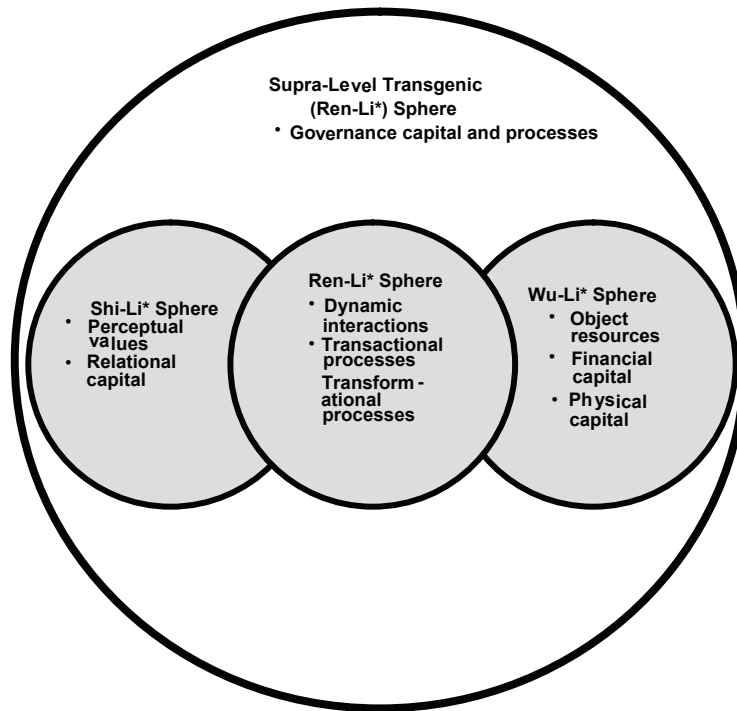 Supra-Level Transgenic
(Ren-Li*) Sphere
• Governance capital and processes
Shi-Li* Sphere
• Perceptual
values
• Relational
capital
Ren-Li* Sphere
• Dynamic
interactions
• Transactional
processes
Transform -
ational
processes
Wu-Li* Sphere
• Object
resources
• Financial
capital
• Physical
capital